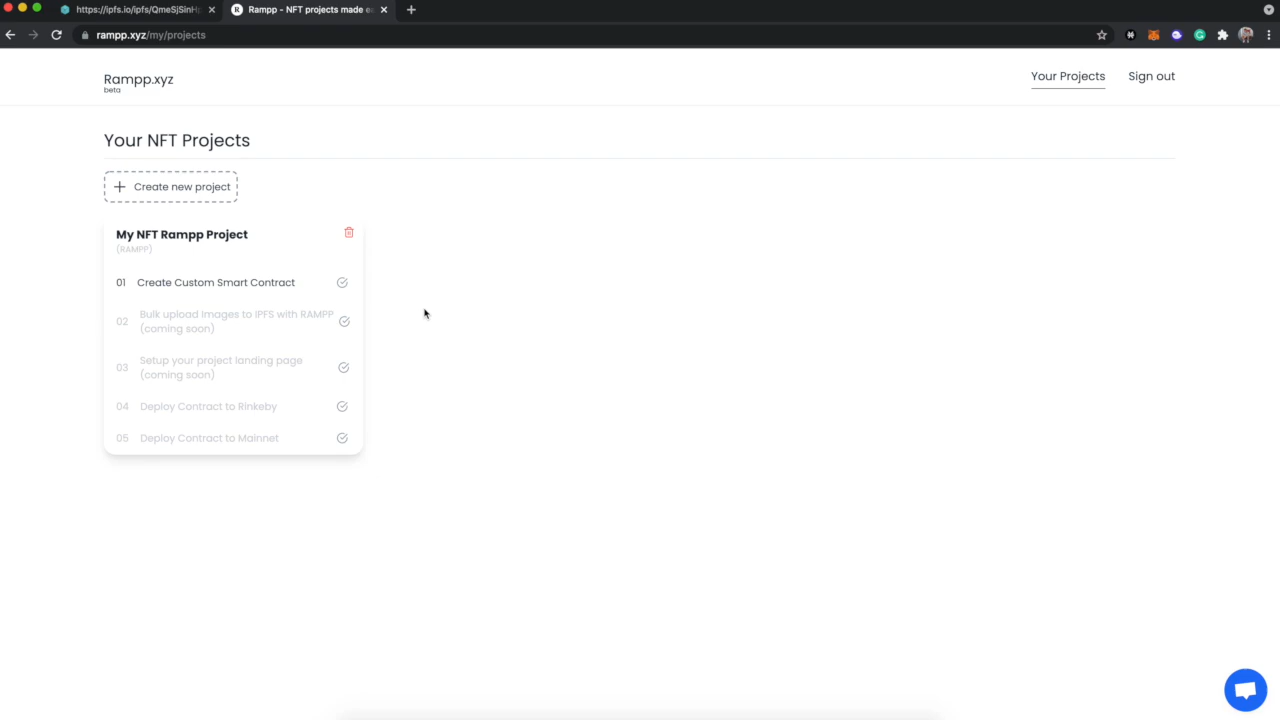 https://ipfs.io/ipfs/QmeSjSinH
Rampp - NFT projects made e
rampp.xyz/my/projects
Rampp.xyz
beta
Your Projects
Sign out
Your NFT Projects
Create new project
My NFT Rampp Project
(RAMPP)
01 Create Custom Smart Contract
02 Bulk upload Images to IPFS with RAMPP
(coming soon)
03 Setup your project landing page
(coming soon)
04 Deploy Contract to Rinkeby
05 Deploy Contract to Mainnet